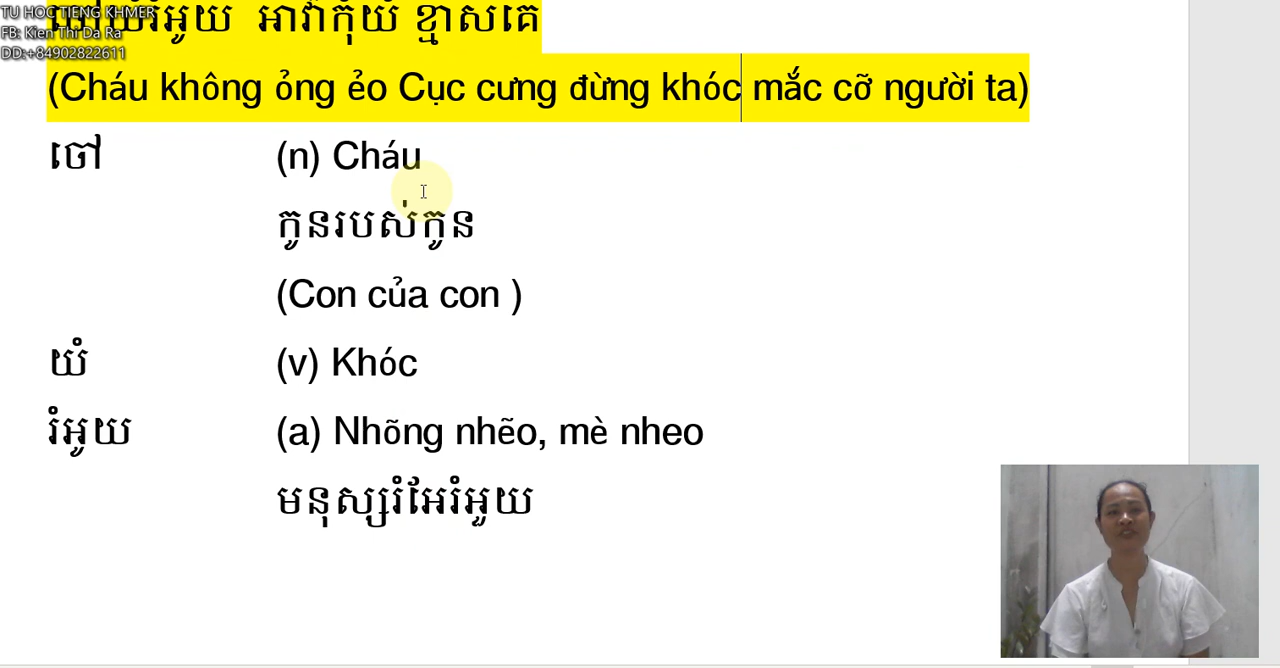 TU HOC TIENG KHMER
FB: Kien Thi Da Ra
DD:+84902822611
អាវ៉ាកុំយំ ខ្មាសគេ
(Cháu không ỏng ẻo Cục cưng đừng khóc mắc cỡ người ta)
ចៅ (n) Cháu
កូនរបស់កូន
(Con của con )
យំ (v) Khóc
រំអូយ (a) Nhõng nhẽo, mè nheo
មនុស្សរំអែរំអួយ